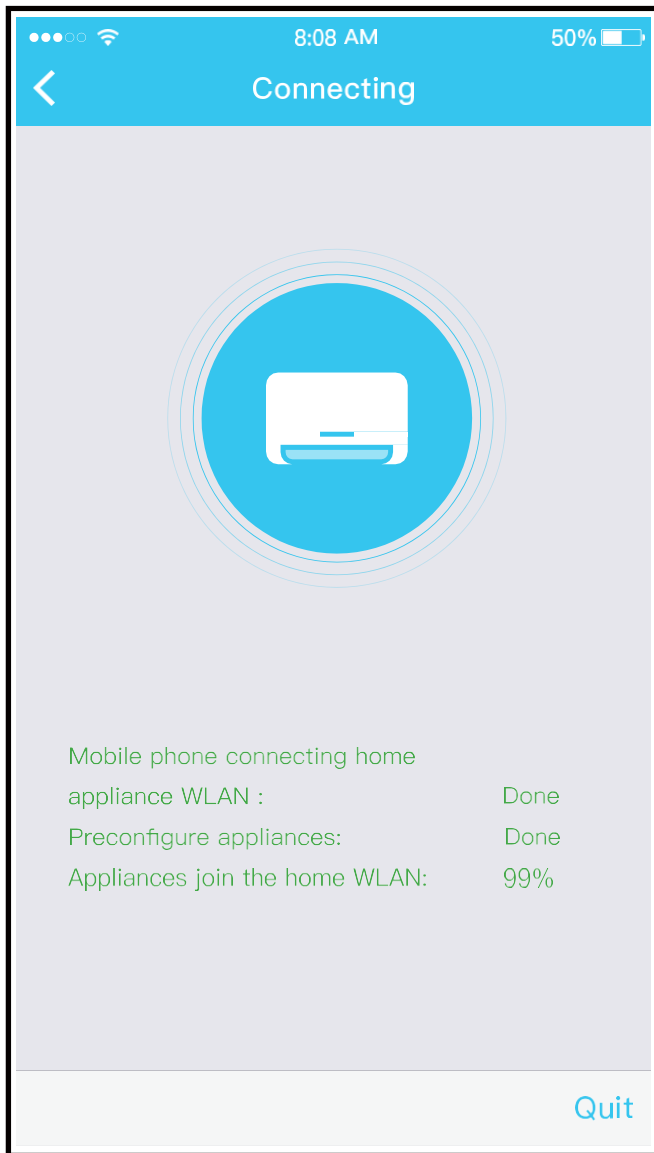 8:08 AM 50%
Connecting
Mobile phone connecting home
appliance WLAN : Done
Preconfigure appliances: Done
Appliances join the home WLAN: 99%
Quit